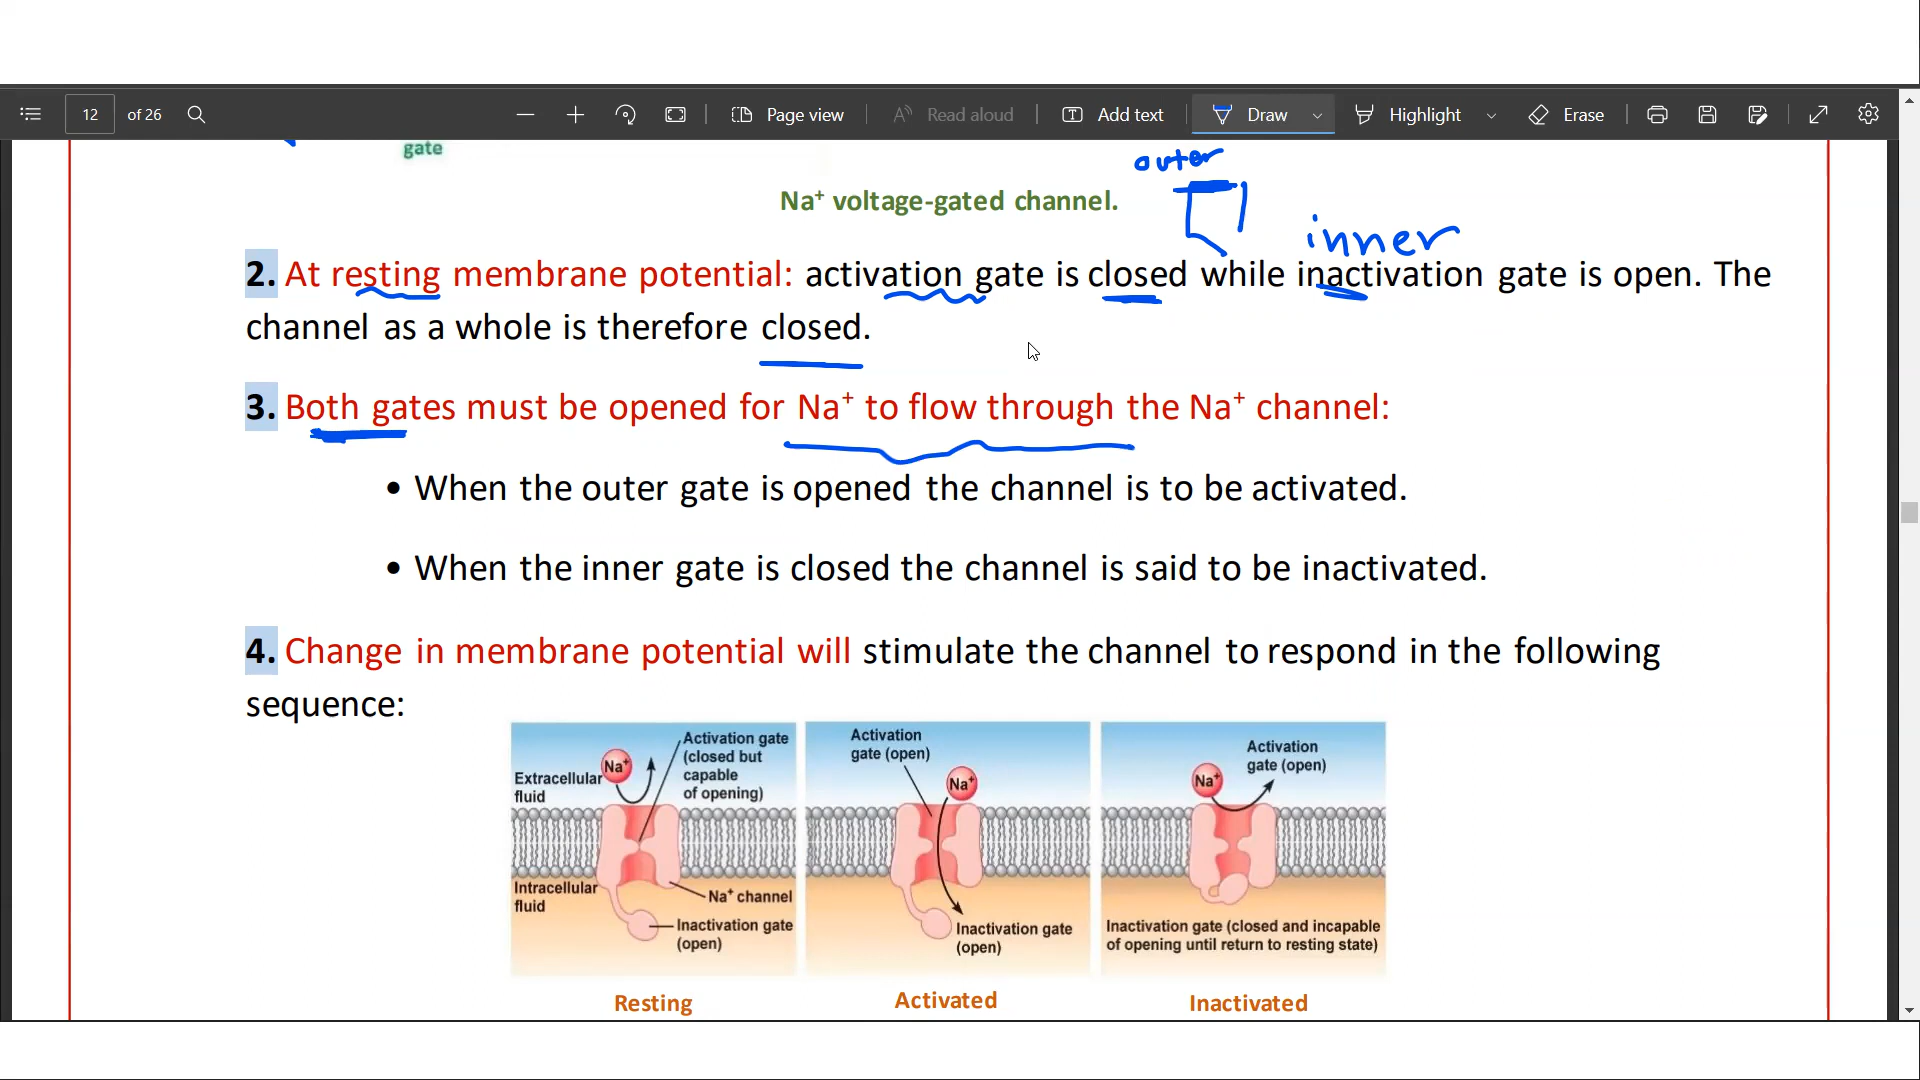 12 of 26 Page view Read aloud Add text Draw Highlight Erase
gate
outer
Na+ voltage-gated channel.
inner
2. At resting membrane potential: activation gate is closed while inactivation gate is open. The
channel as a whole is therefore closed.
3. Both gates must be opened for Na+ to flow through the Na+ channel:
• When the outer gate is opened the channel is to be activated.
• When the inner gate is closed the channel is said to be inactivated.
4. Change in membrane potential will stimulate the channel to respond in the following
sequence:
Activation gate
(closed but
capable
of opening)
Na+
Extracellular
fluid
Intracellular
fluid
Na+ channel
Inactivation gate
(open)
Resting
Activation
gate (open)
Na+
Inactivation gate
(open)
Activated
Activation
gate (open)
Na+
Inactivation gate (closed and incapable
of opening until return to resting state)
Inactivated